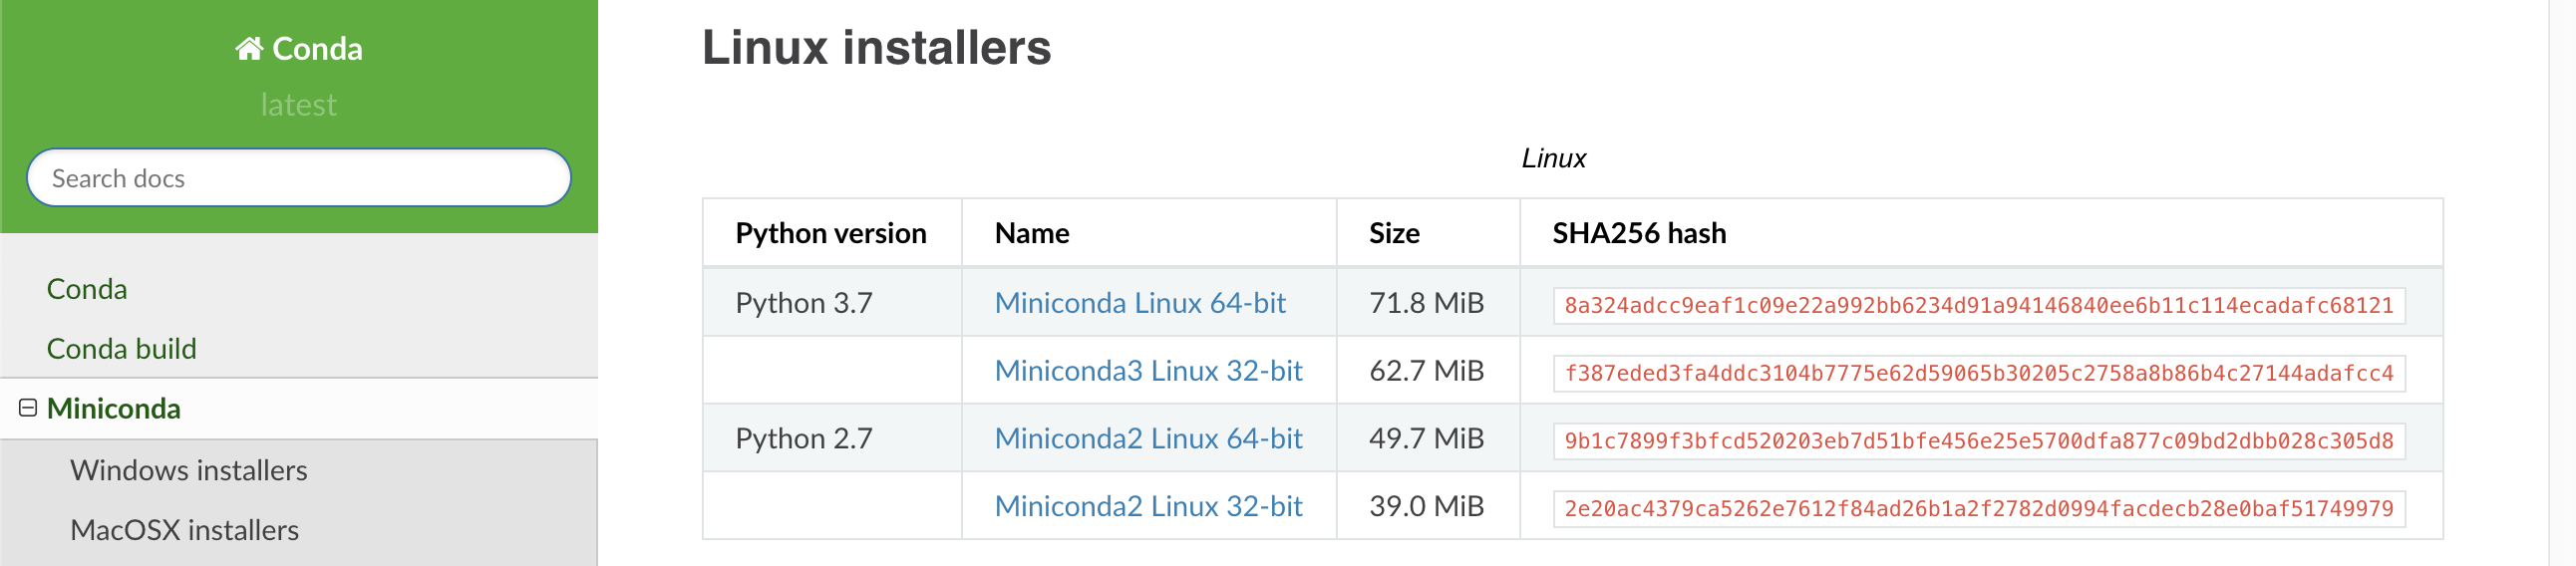 Conda
latest
Search docs
Conda
Conda build
Miniconda
Windows installers
MacOSX installers
Linux installers
Linux
Python version Name Size SHA256 hash
Python 3.7 Miniconda Linux 64-bit 71.8 MiB 8a324adcc9eaf1c09e22a992bb6234d91a94146840ee6b11c114ecadafc68121
Miniconda3 Linux 32-bit 62.7 MiB f387eded3fa4ddc3104b7775e62d59065b30205c2758a8b86b4c27144adafcc4
Python 2.7 Miniconda2 Linux 64-bit 49.7 MiB 9b1c7899f3bfcd520203eb7d51bfe456e25e5700dfa877c09bd2dbb028c305d8
Miniconda2 Linux 32-bit 39.0 MiB 2e20ac4379ca5262e7612f84ad26b1a2f2782d0994facdecb28e0baf51749979